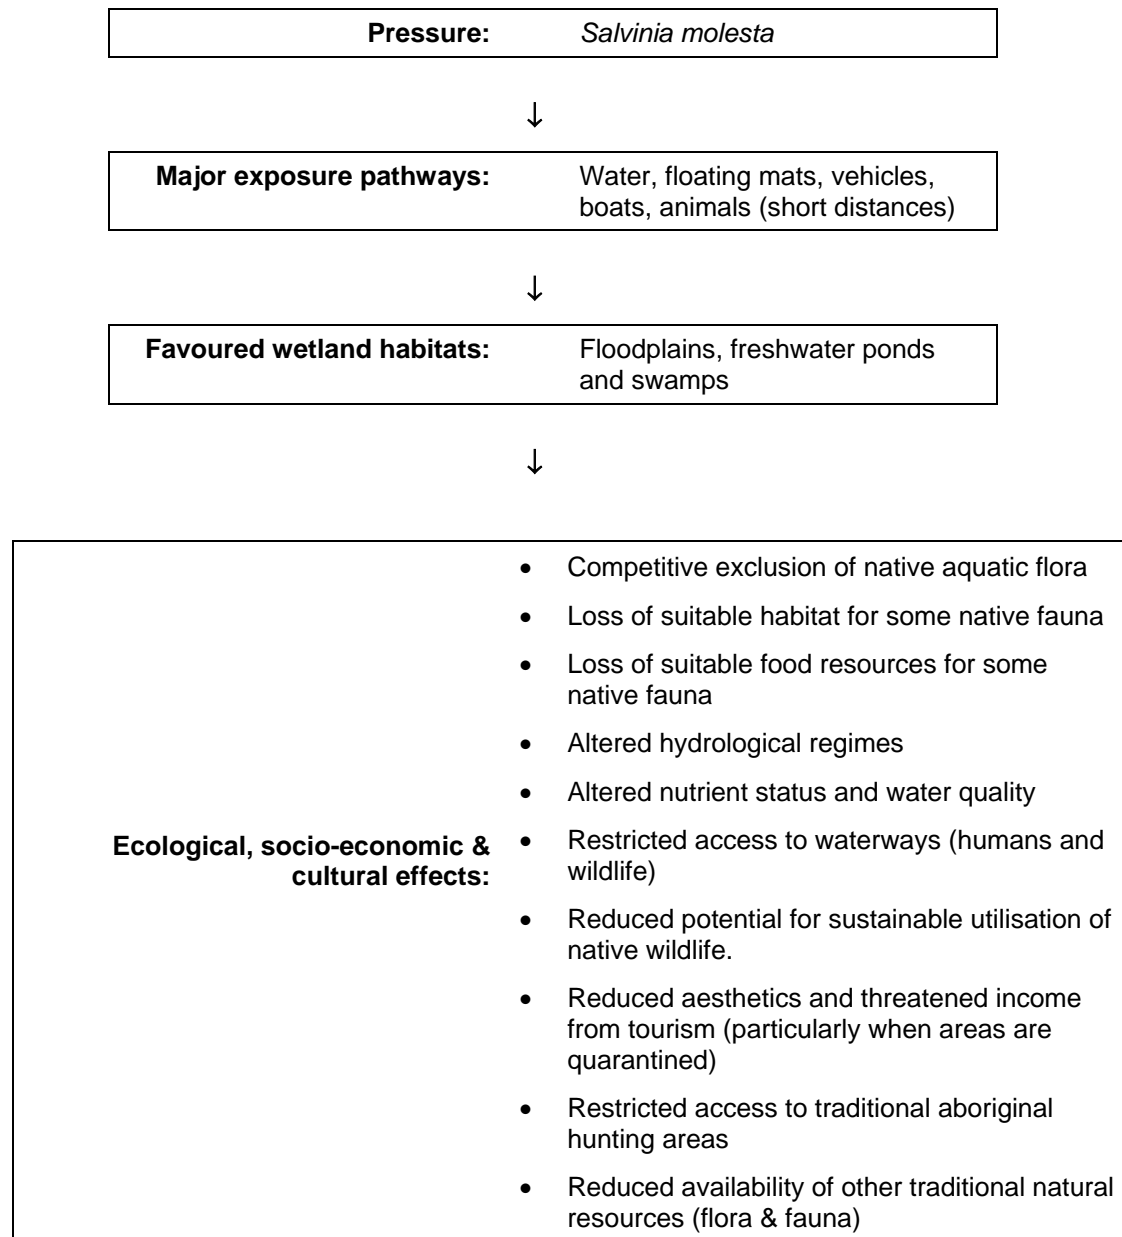 Pressure: Salvinia molesta
↓
Major exposure pathways: Water, floating mats, vehicles,
boats, animals (short distances)
↓
Favoured wetland habitats: Floodplains, freshwater ponds
and swamps
↓
Ecological, socio-economic &
cultural effects:
• Competitive exclusion of native aquatic flora
• Loss of suitable habitat for some native fauna
• Loss of suitable food resources for some
native fauna
• Altered hydrological regimes
• Altered nutrient status and water quality
• Restricted access to waterways (humans and
wildlife)
• Reduced potential for sustainable utilisation of
native wildlife.
• Reduced aesthetics and threatened income
from tourism (particularly when areas are
quarantined)
• Restricted access to traditional aboriginal
hunting areas
• Reduced availability of other traditional natural
resources (flora & fauna)